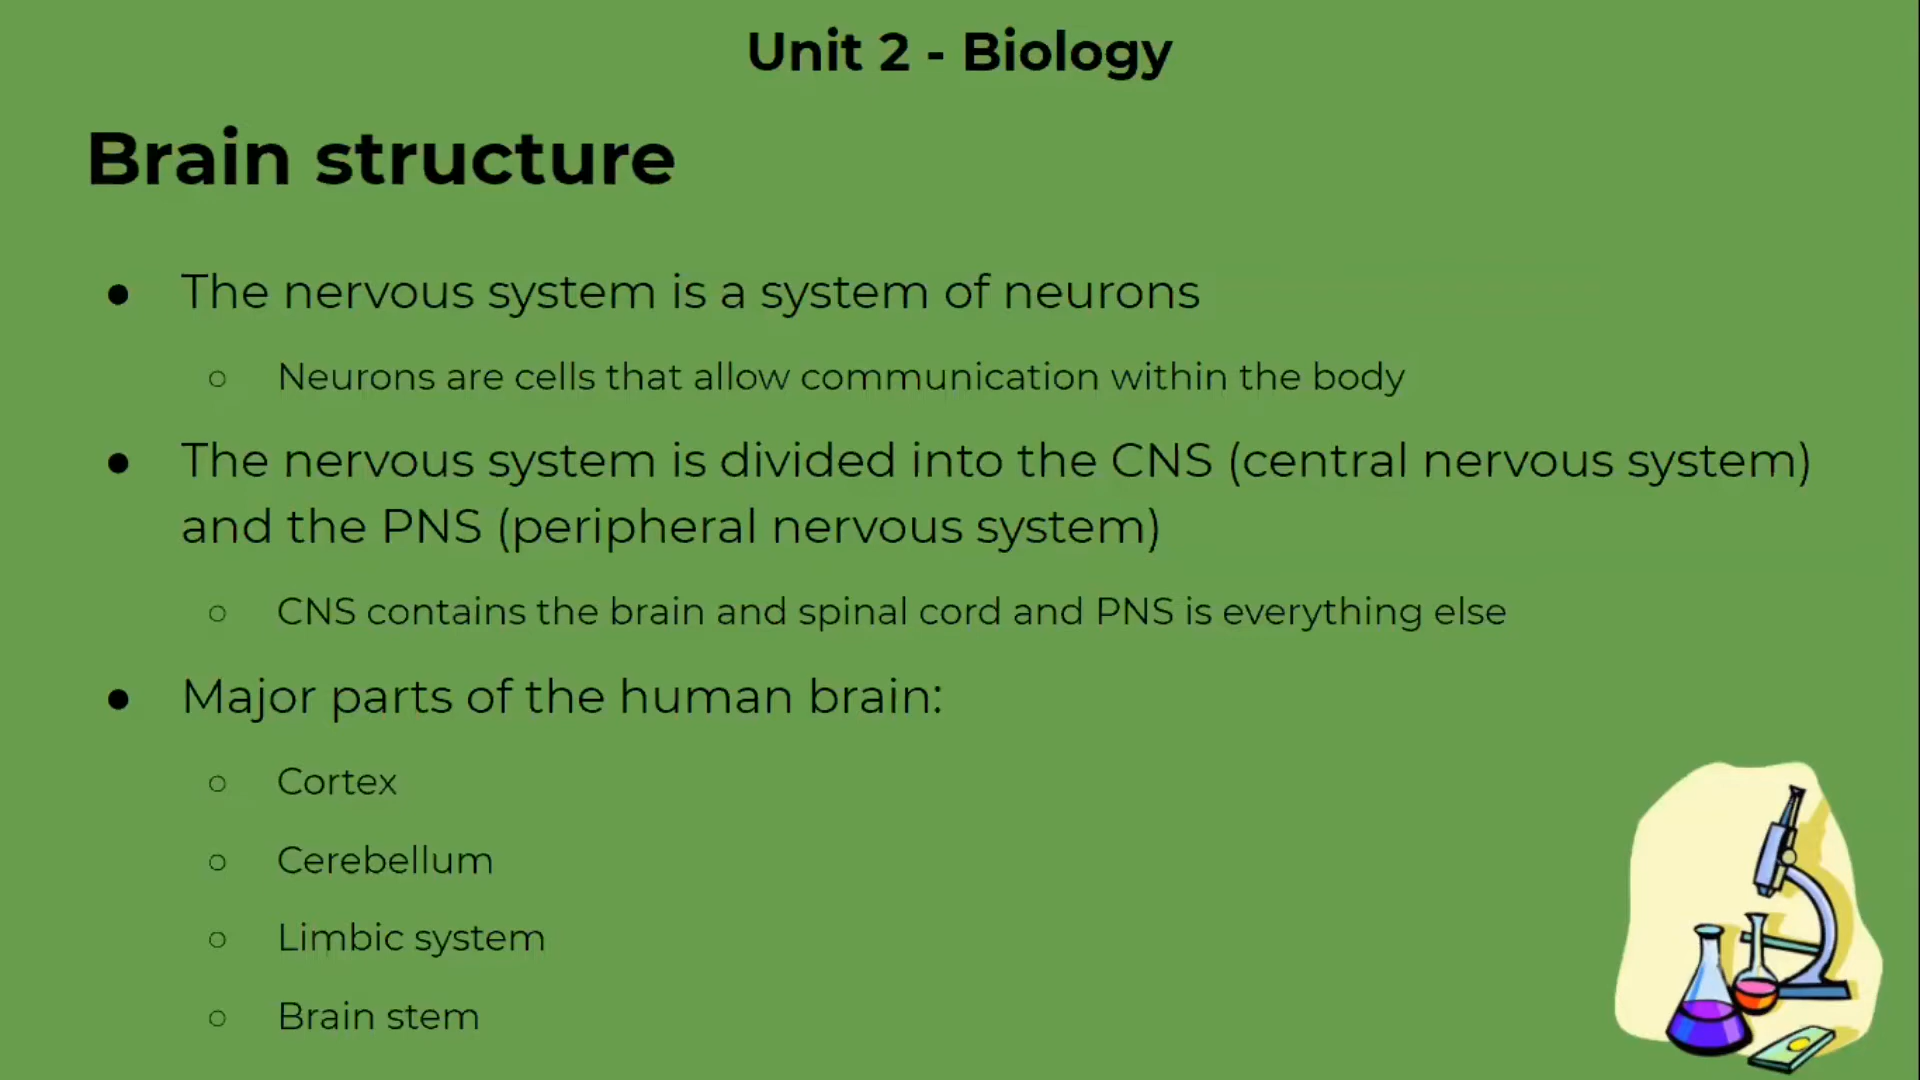 Unit 2 - Biology
Brain structure
● The nervous system is a system of neurons
○ Neurons are cells that allow communication within the body
● The nervous system is divided into the CNS (central nervous system)
and the PNS (peripheral nervous system)
○ CNS contains the brain and spinal cord and PNS is everything else
● Major parts of the human brain:
○ Cortex
○ Cerebellum
○ Limbic system
○ Brain stem